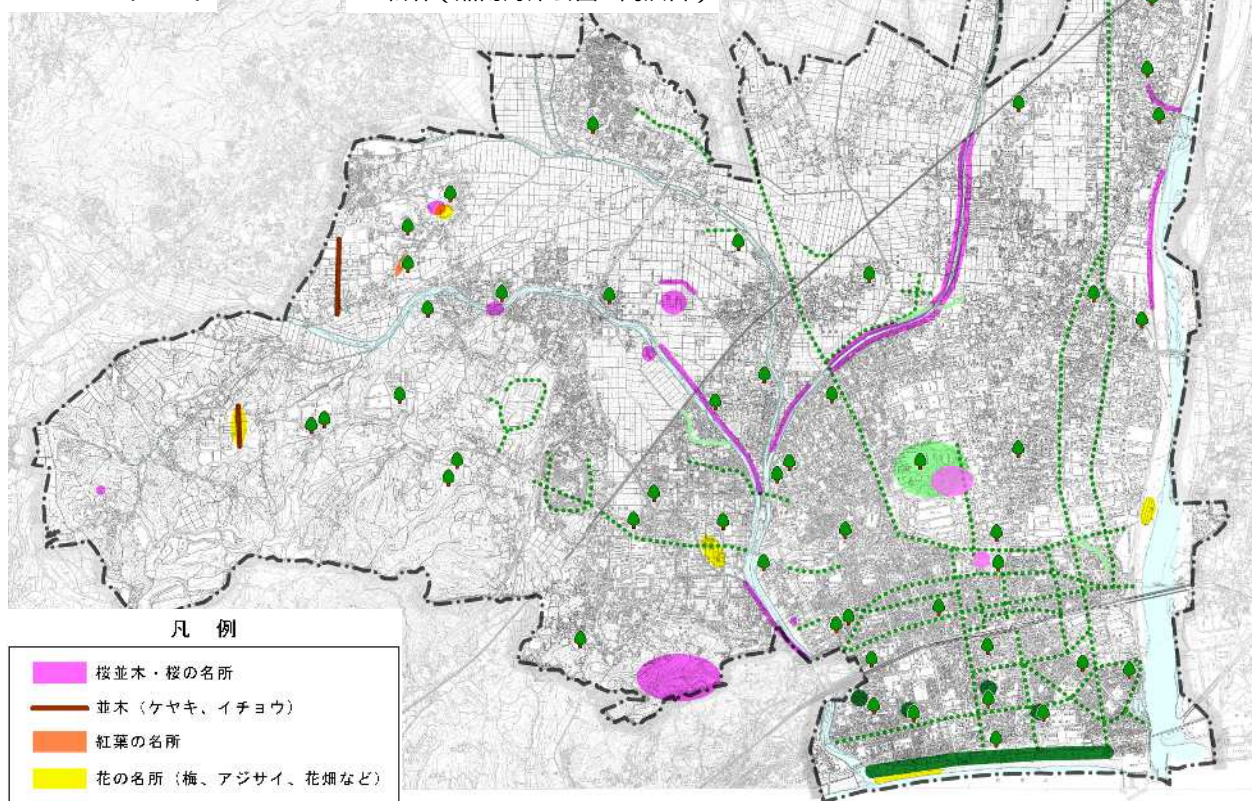 凡 例
桜並木・桜の名所
並木（ケヤキ、イチョウ）
紅葉の名所
花の名所（梅、アジサイ、花畑など）